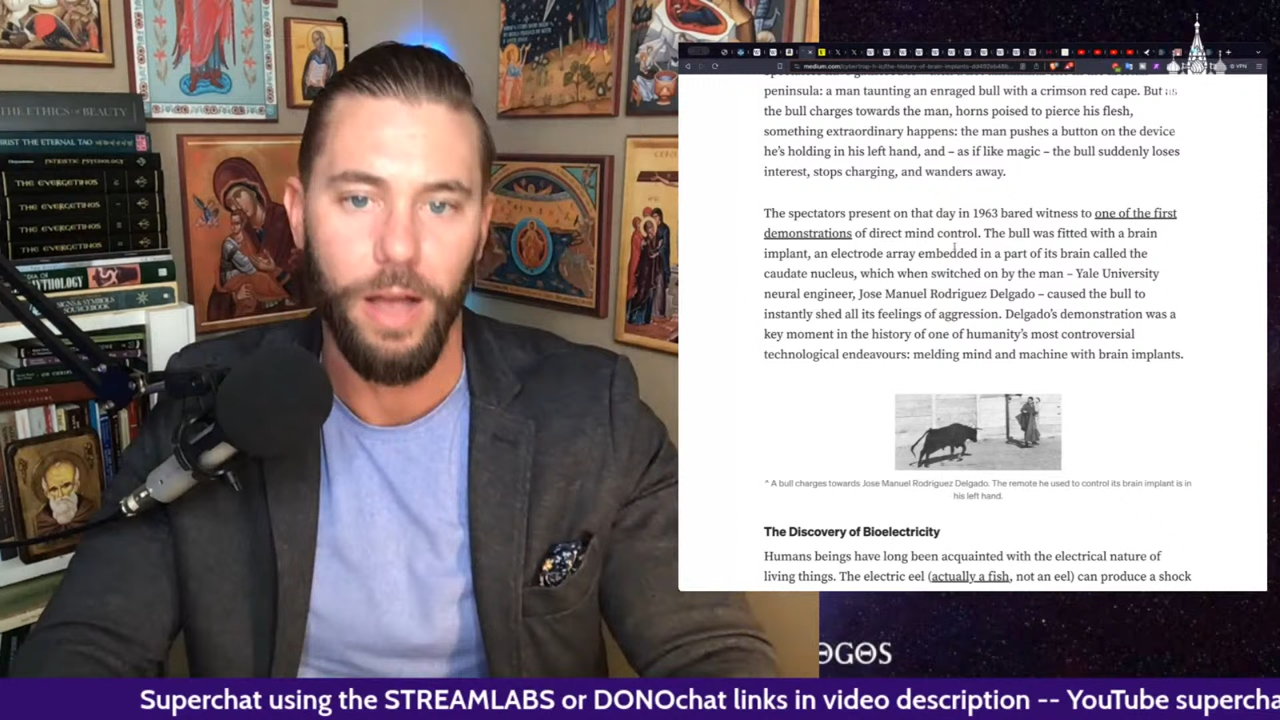 THE ETHICS OF BEAUTY
CHRIST THE ETERNAL TAO
PATRISTIC PSYCHOLOGY
THE EVERGETINOS
THE EVERGETINOS
THE EVERGETINOS
THE EVERGETINOS
SIGNS & SYMBOLS
SOURCEBOOK
peninsula: a man taunting an enraged bull with a crimson red cape. But as
the bull charges towards the man, horns poised to pierce his flesh,
something extraordinary happens: the man pushes a button on the device
he's holding in his left hand, and – as if like magic – the bull suddenly loses
interest, stops charging, and wanders away.
The spectators present on that day in 1963 bared witness to one of the first
demonstrations of direct mind control. The bull was fitted with a brain
implant, an electrode array embedded in a part of its brain called the
caudate nucleus, which when switched on by the man – Yale University
neural engineer, Jose Manuel Rodriguez Delgado – caused the bull to
instantly shed all its feelings of aggression. Delgado's demonstration was a
key moment in the history of one of humanity's most controversial
technological endeavours: melding mind and machine with brain implants.
^ A bull charges towards Jose Manuel Rodriguez Delgado. The remote he used to control its brain implant is in
his left hand.
The Discovery of Bioelectricity
Humans beings have long been acquainted with the electrical nature of
living things. The electric eel (actually a fish, not an eel) can produce a shock
OGOS
Superchat using the STREAMLABS or DONOchat links in video description -- YouTube supercha